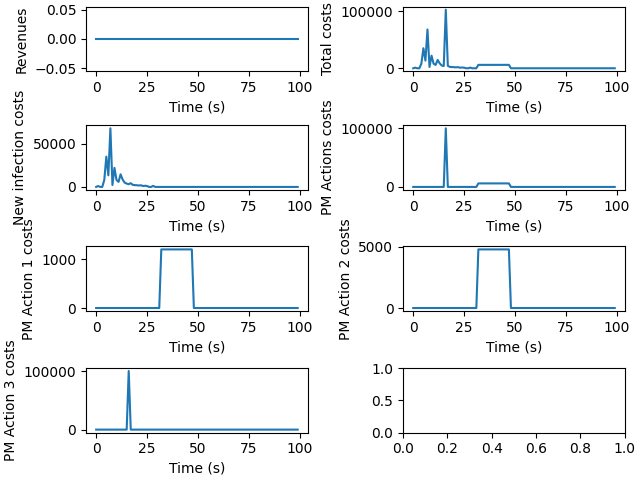 Revenues
0.05
0.00
−0.05
0 25 50 75 100
Time (s)
Total costs
100000
0
0 25 50 75 100
Time (s)
New infection costs
50000
0
0 25 50 75 100
Time (s)
PM Actions costs
100000
0
0 25 50 75 100
Time (s)
PM Action 1 costs
1000
0
0 25 50 75 100
Time (s)
PM Action 2 costs
5000
0
0 25 50 75 100
Time (s)
PM Action 3 costs
100000
0
0 25 50 75 100
Time (s)
1.0
0.5
0.0
0.0 0.2 0.4 0.6 0.8 1.0